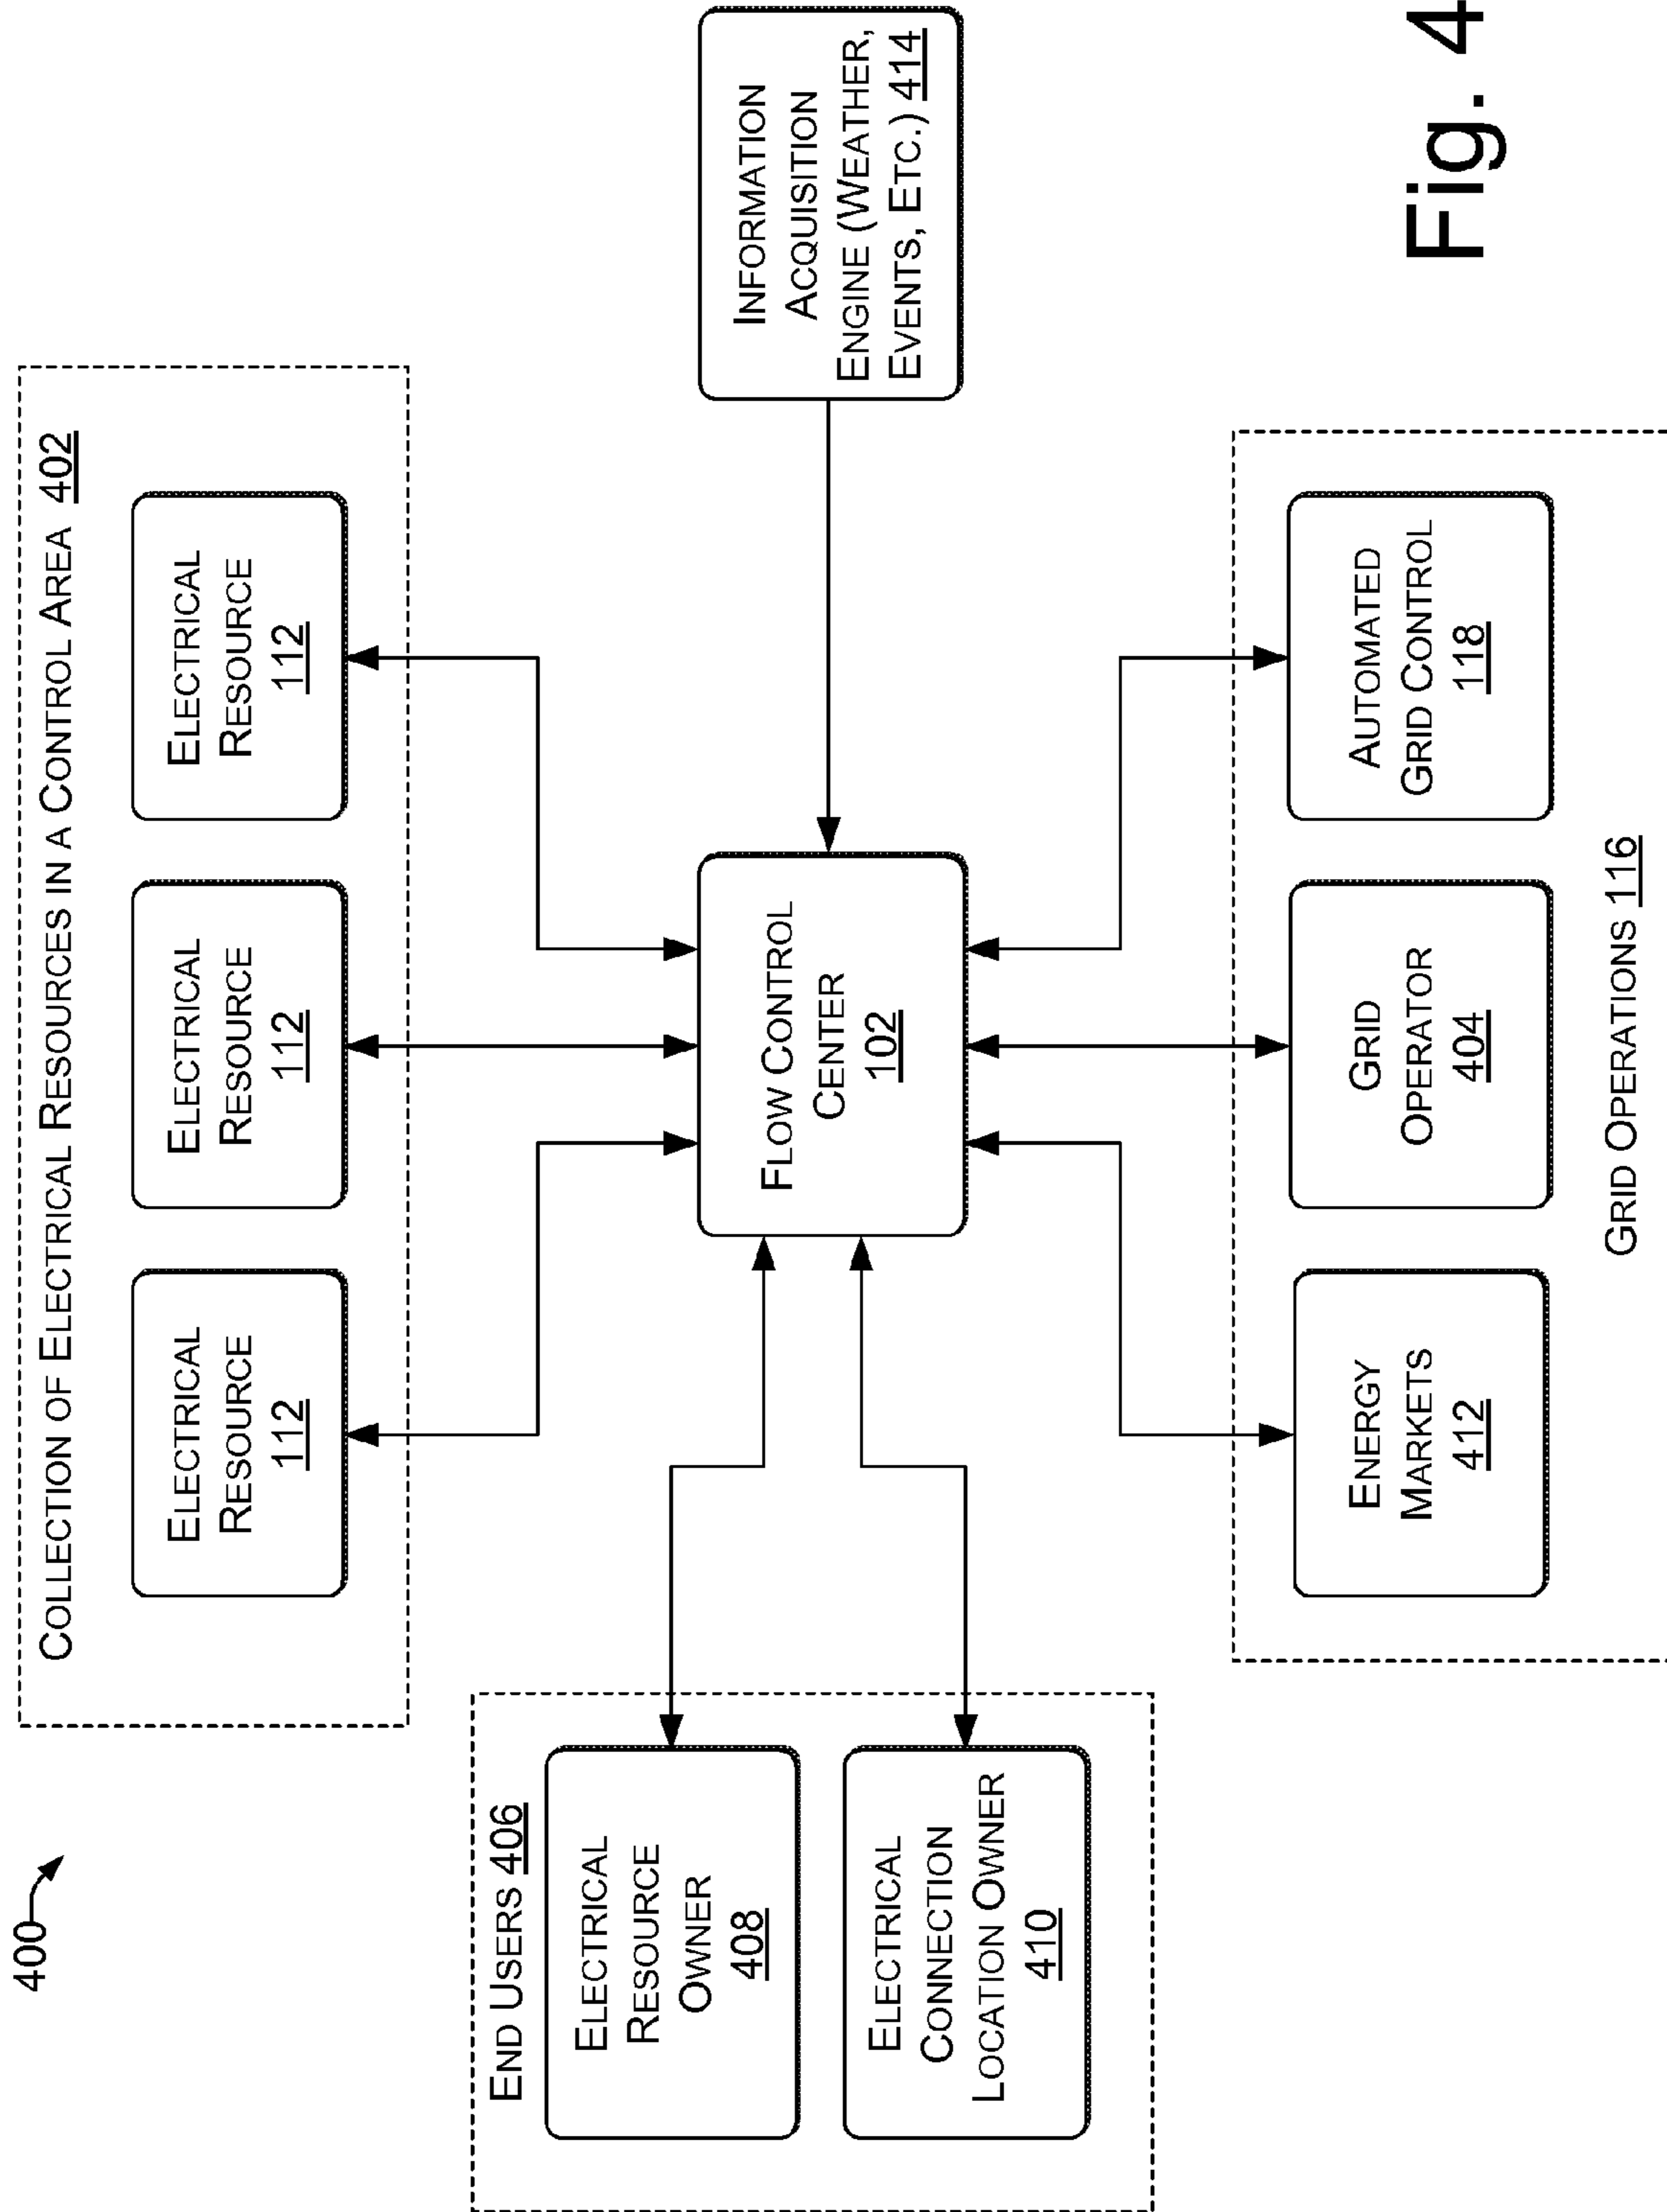 400
COLLECTION OF ELECTRICAL RESOURCES IN A CONTROL AREA 402
ELECTRICAL
RESOURCE
112
ELECTRICAL
RESOURCE
112
ELECTRICAL
RESOURCE
112
END USERS 406
ELECTRICAL
RESOURCE
OWNER
408
ELECTRICAL
CONNECTION
LOCATION OWNER
410
FLOW CONTROL
CENTER
102
INFORMATION
ACQUISITION
ENGINE (WEATHER,
EVENTS, ETC.) 414
ENERGY
MARKETS
412
GRID
OPERATOR
404
AUTOMATED
GRID CONTROL
118
GRID OPERATIONS 116
Fig. 4